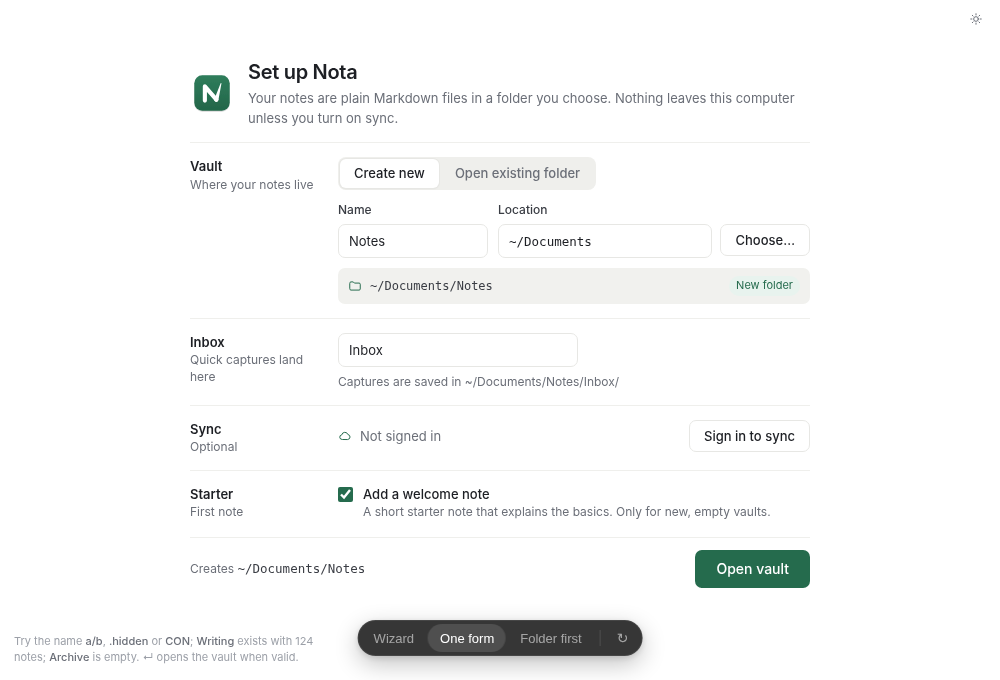 Set up Nota
Your notes are plain Markdown files in a folder you choose. Nothing leaves this computer
unless you turn on sync.
Vault
Where your notes live
Create new
Open existing folder
Name
Location
Notes
~/Documents
Choose...
~/Documents/Notes
New folder
Inbox
Quick captures land
here
Inbox
Captures are saved in ~/Documents/Notes/Inbox/
Sync
Optional
Not signed in
Sign in to sync
Starter
First note
Add a welcome note
A short starter note that explains the basics. Only for new, empty vaults.
Creates ~/Documents/Notes
Open vault
Try the name a/b, .hidden or CON; Writing exists with 124
notes; Archive is empty. ↵ opens the vault when valid.
Wizard
One form
Folder first
↻